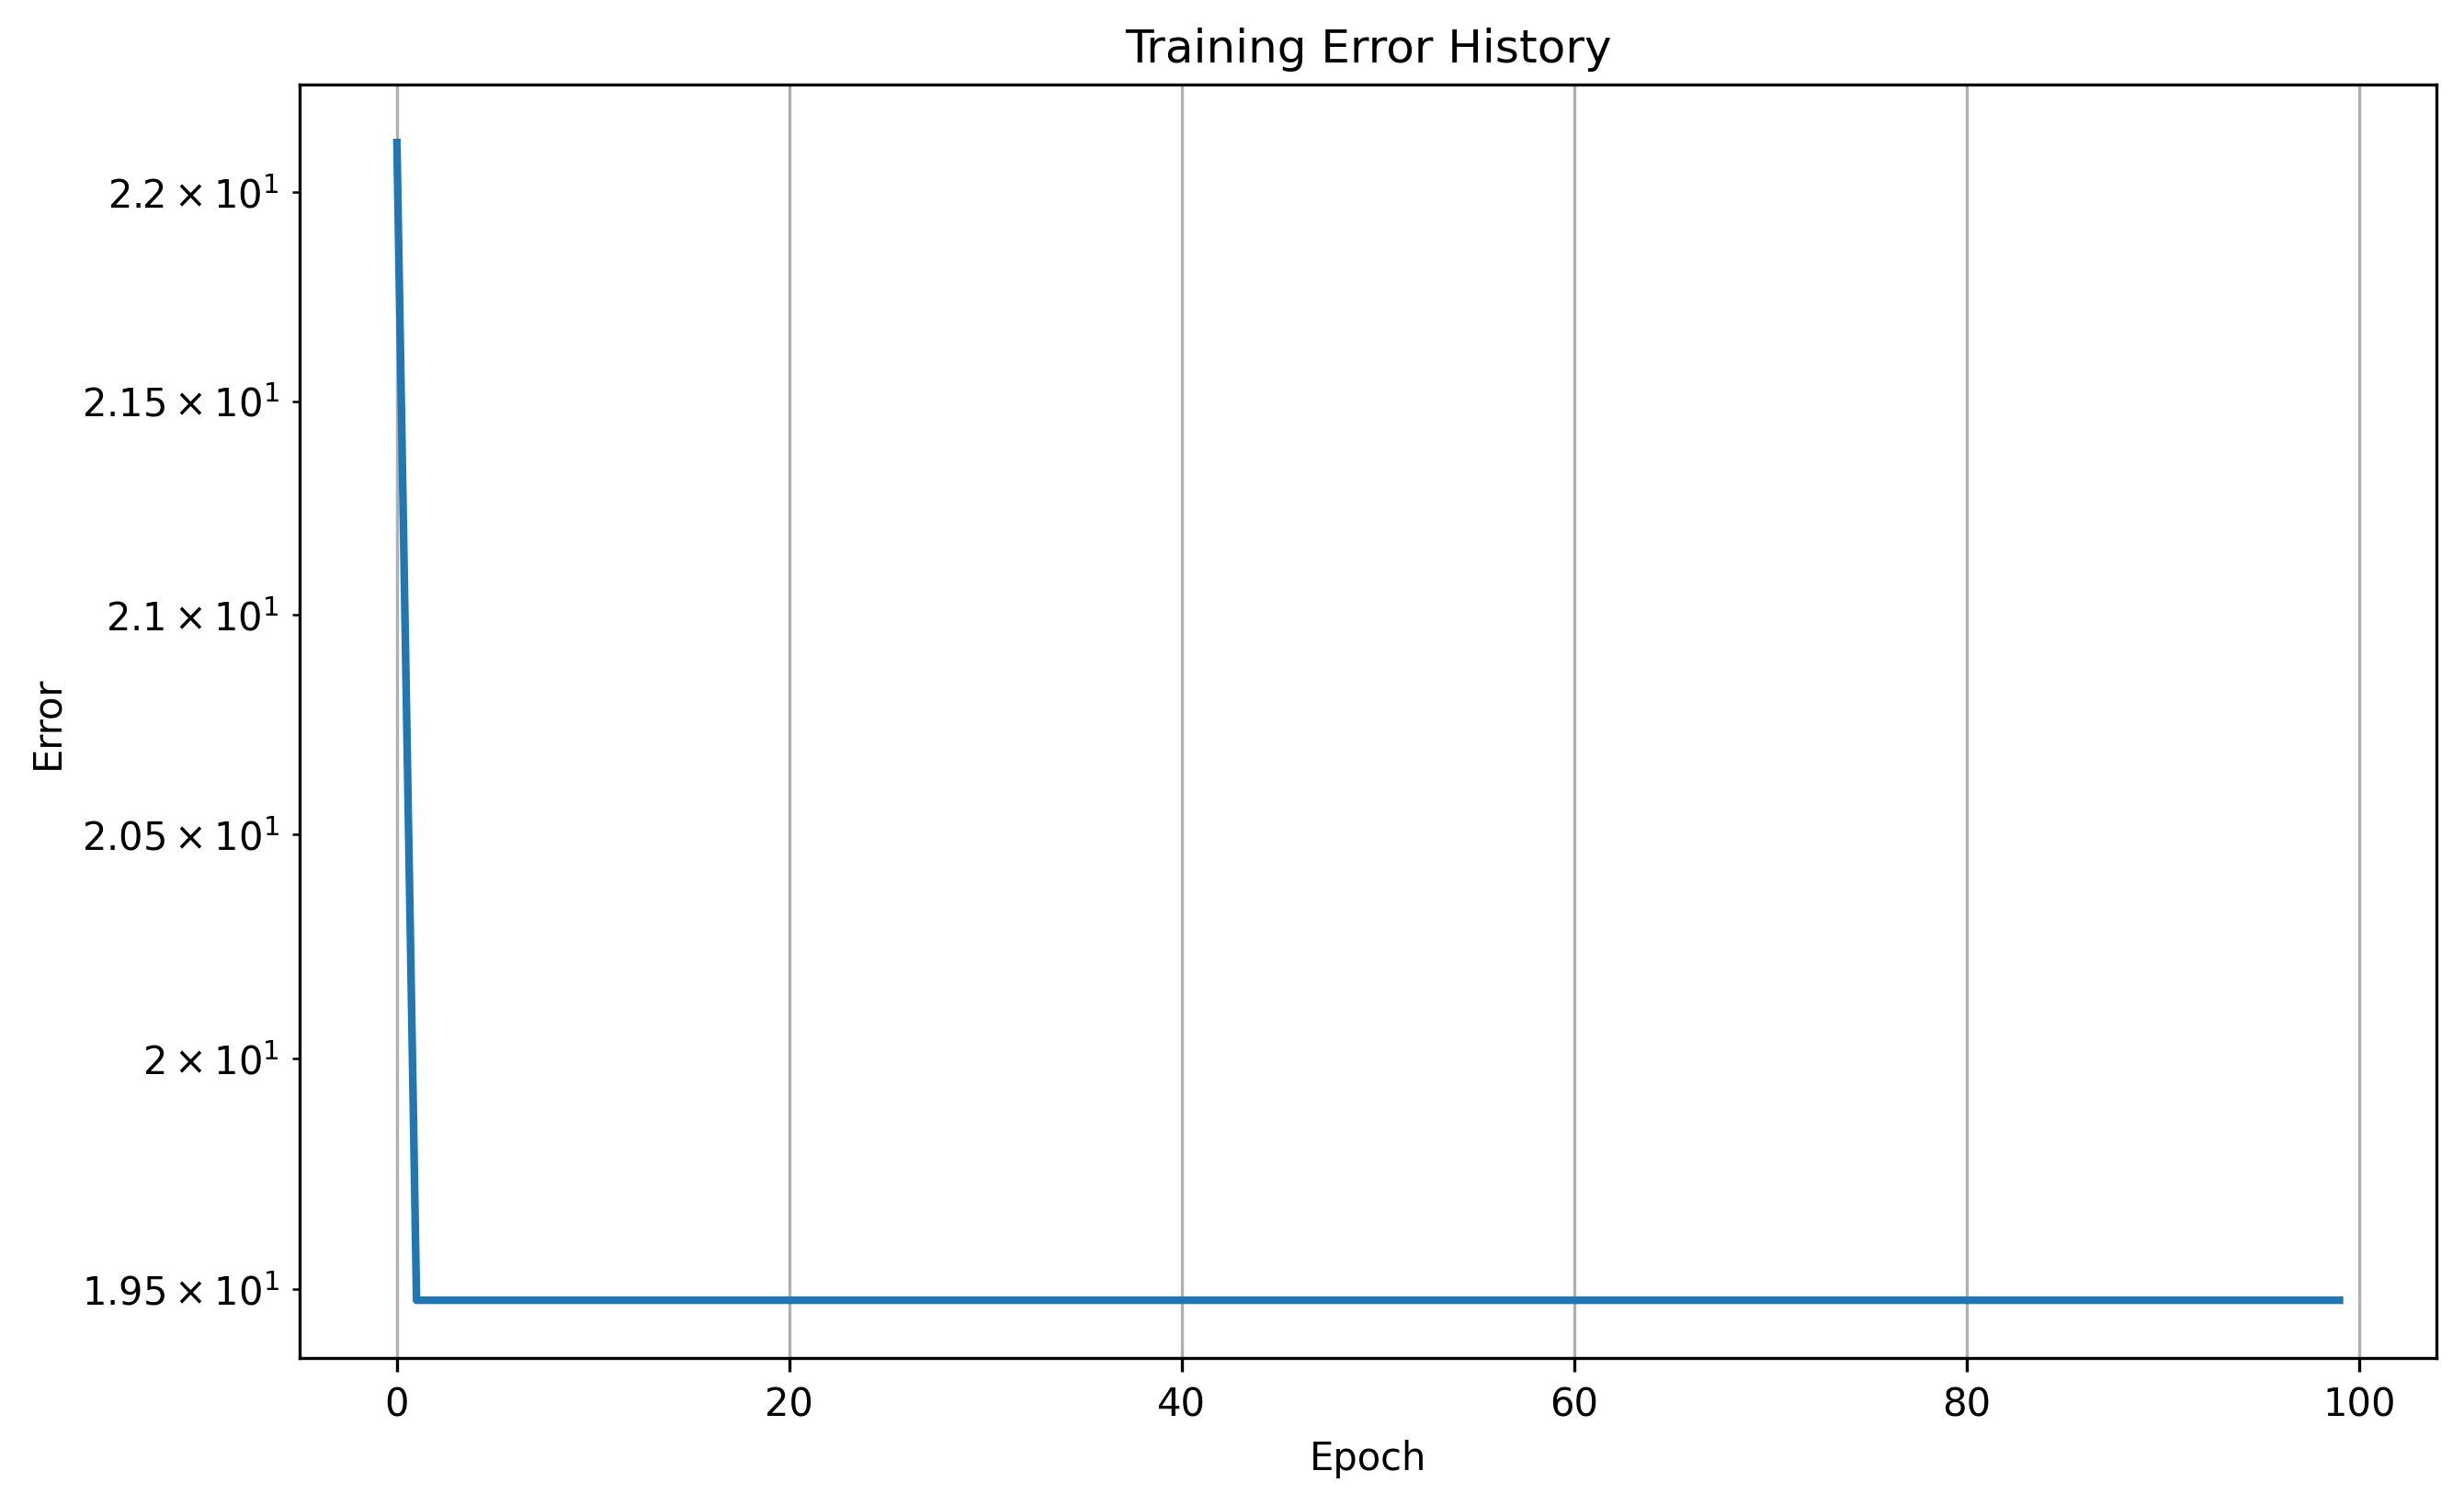 Training Error History
2.2 × 10¹
2.15 × 10¹
2.1 × 10¹
2.05 × 10¹
2 × 10¹
1.95 × 10¹
Error
0 20 40 60 80 100
Epoch